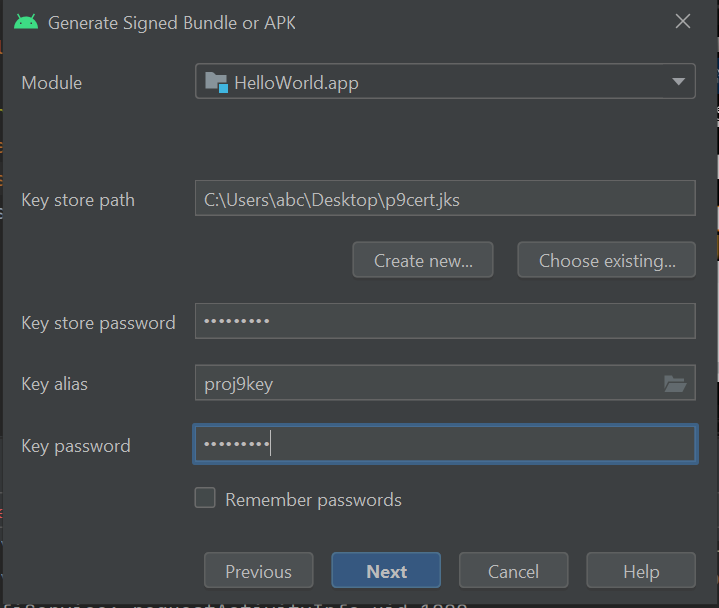 Generate Signed Bundle or APK
Module
HelloWorld.app
Key store path
C:\Users\abc\Desktop\p9cert.jks
Create new...
Choose existing...
Key store password
•••••••••
Key alias
proj9key
Key password
•••••••••
Remember passwords
Previous
Next
Cancel
Help